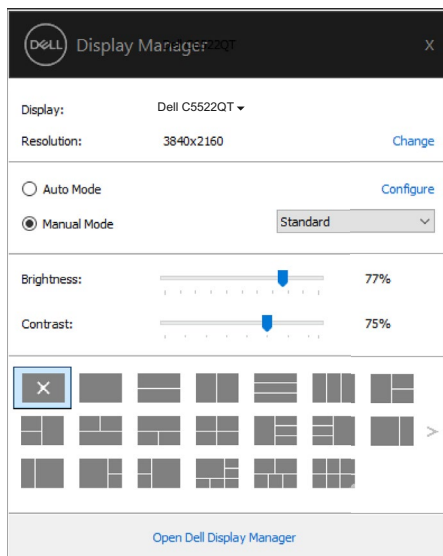 DELL Display Manager X
Display: Dell C5522QT
Resolution: 3840x2160 Change
Auto Mode Configure
Manual Mode Standard
Brightness: 77%
Contrast: 75%
Open Dell Display Manager